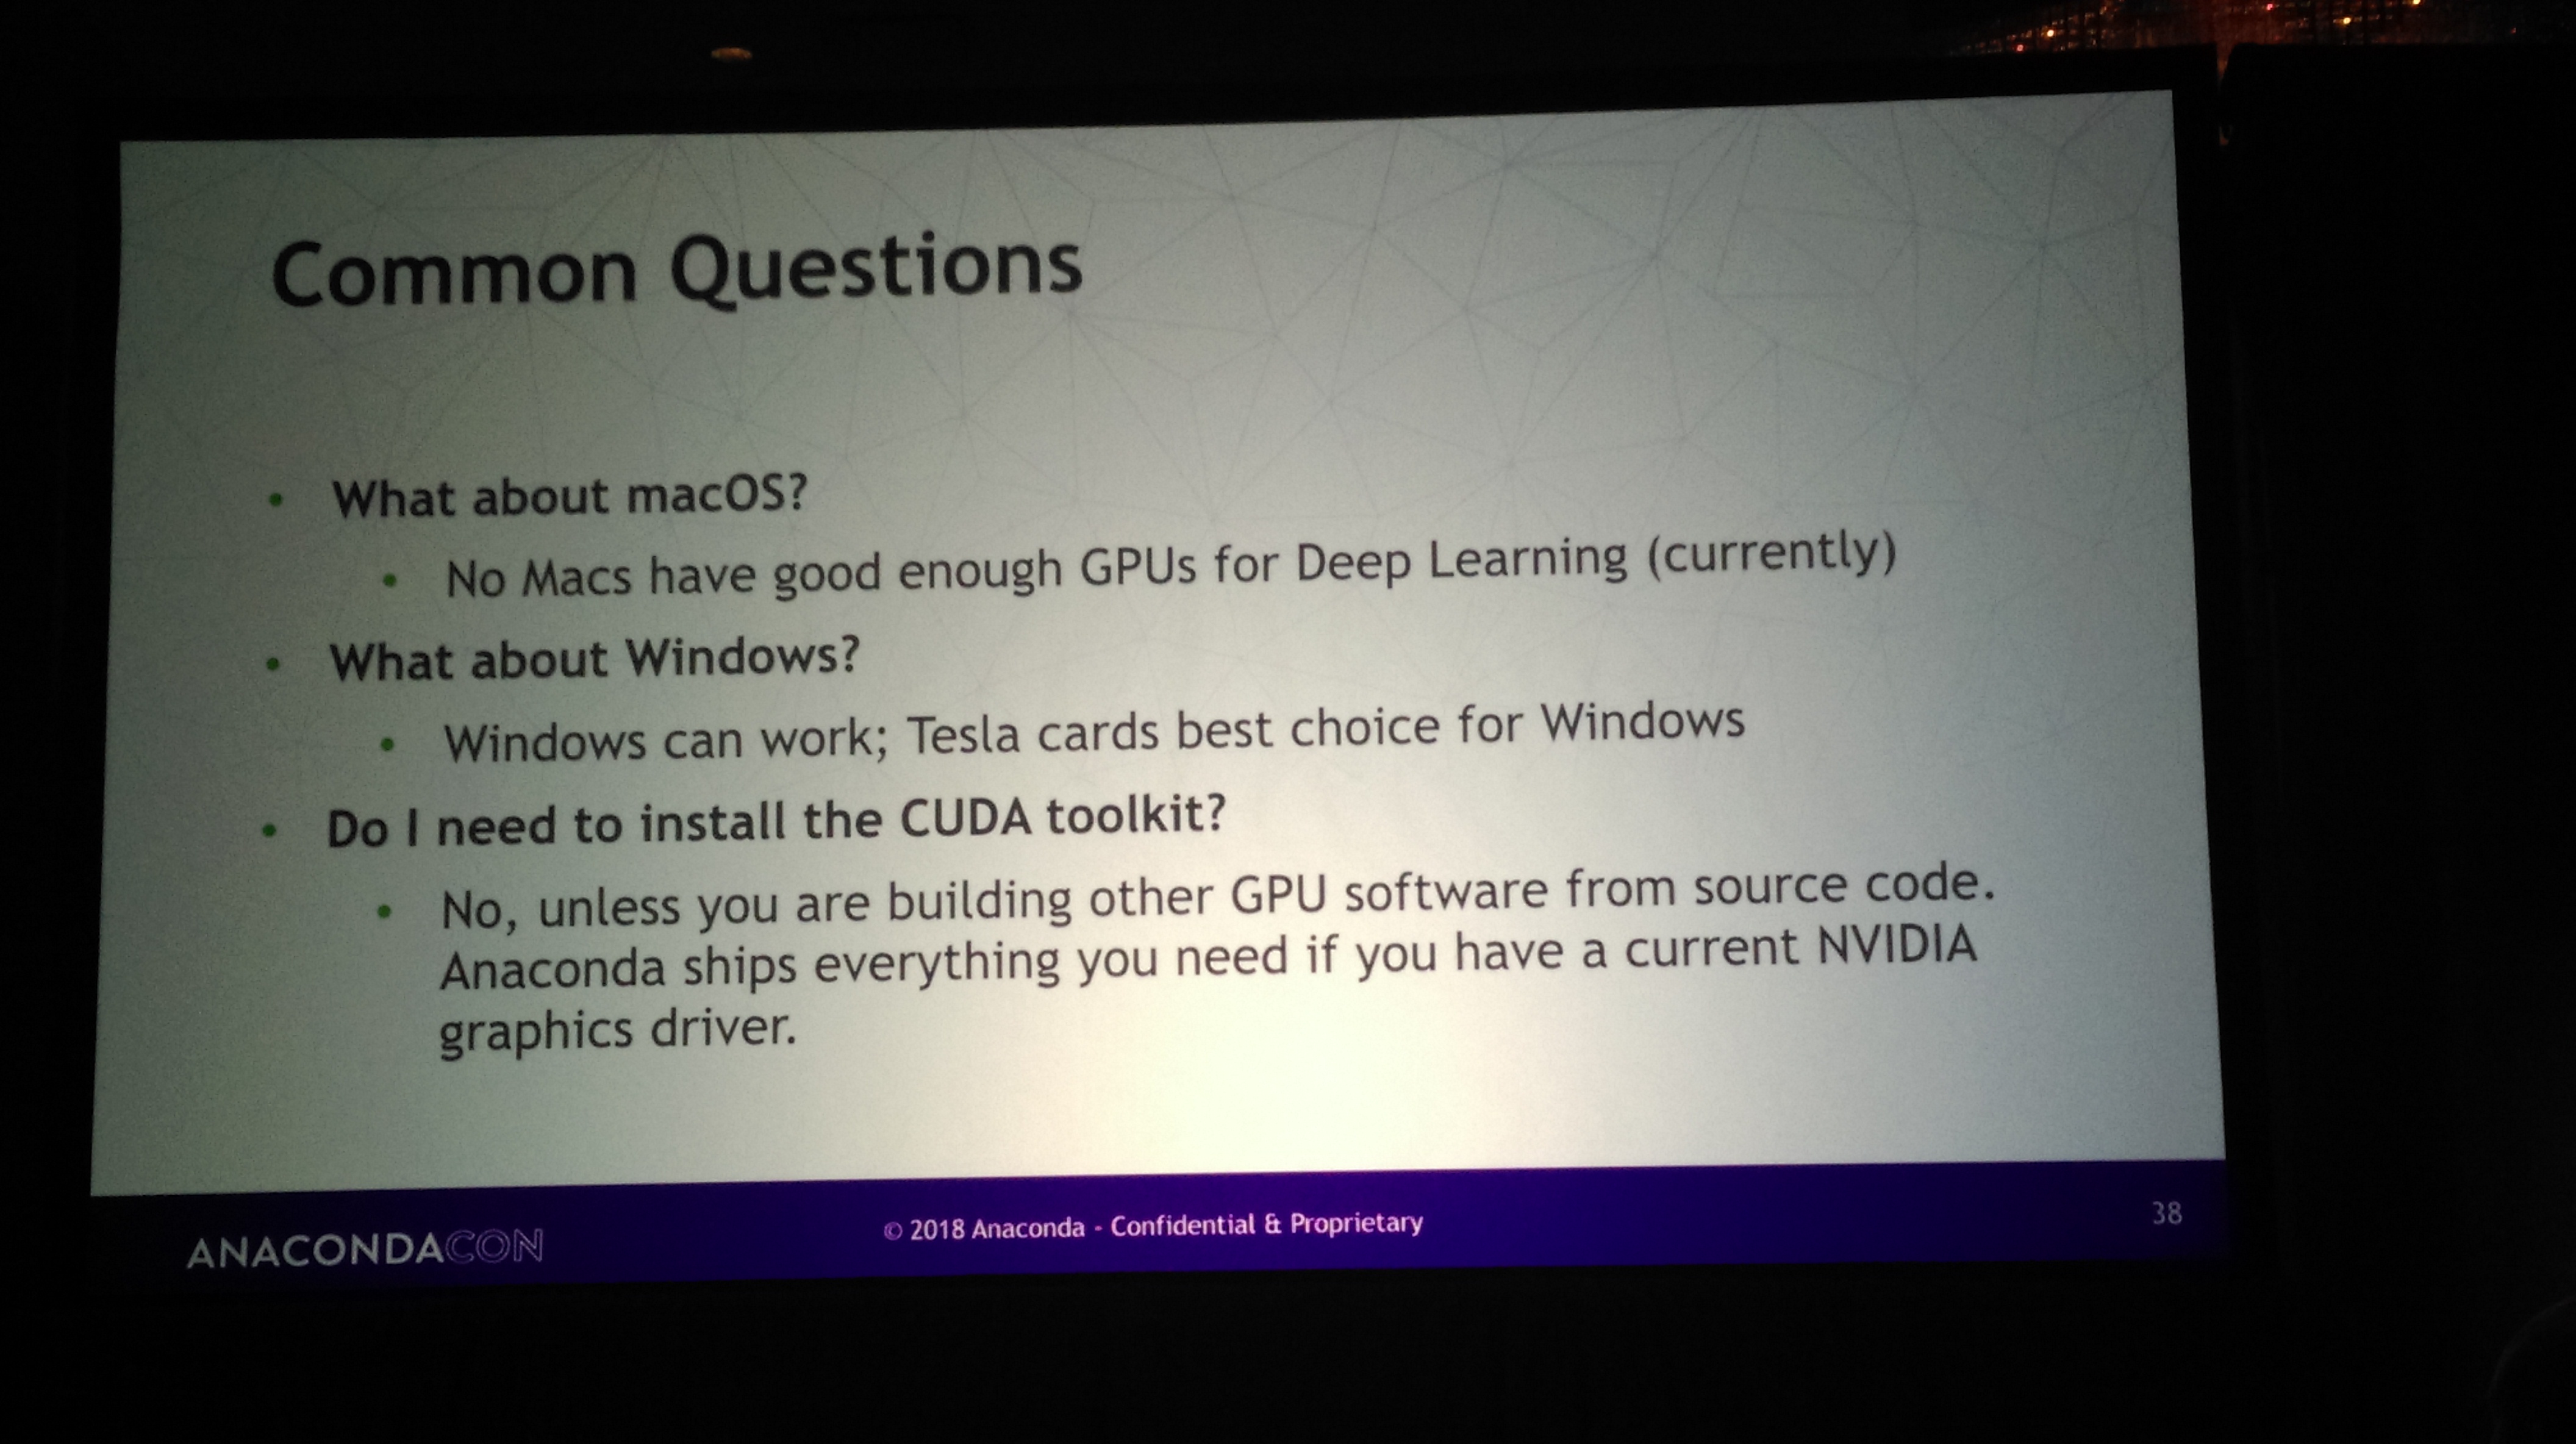 Common Questions
• What about macOS?
• No Macs have good enough GPUs for Deep Learning (currently)
• What about Windows?
• Windows can work; Tesla cards best choice for Windows
• Do I need to install the CUDA toolkit?
• No, unless you are building other GPU software from source code.
Anaconda ships everything you need if you have a current NVIDIA
graphics driver.
ANACONDACON
© 2018 Anaconda - Confidential & Proprietary
38